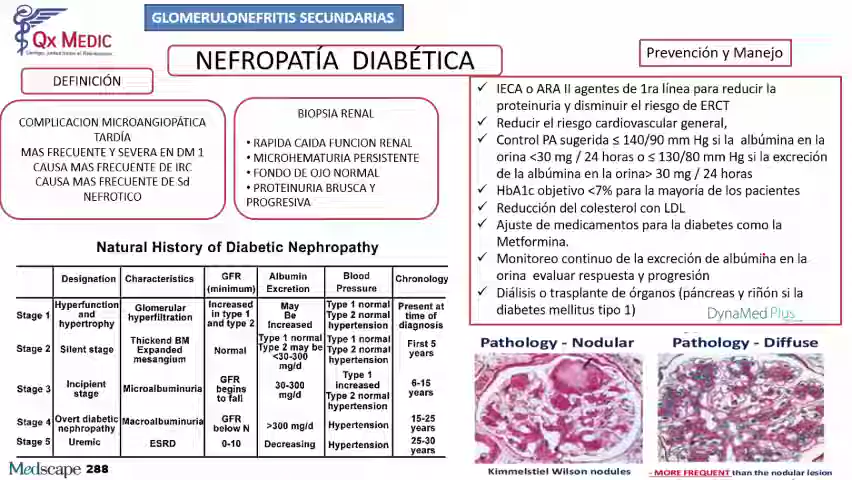 GLOMERULONEFRITIS SECUNDARIAS
QX MEDIC
NEFROPATÍA DIABÉTICA
Prevención y Manejo
DEFINICIÓN
COMPLICACION MICROANGIOPÁTICA
TARDÍA
MAS FRECUENTE Y SEVERA EN DM 1
CAUSA MAS FRECUENTE DE IRC
CAUSA MAS FRECUENTE DE Sd
NEFROTICO
BIOPSIA RENAL
• RAPIDA CAIDA FUNCION RENAL
• MICROHEMATURIA PERSISTENTE
• FONDO DE OJO NORMAL
• PROTEINURIA BRUSCA Y
PROGRESIVA
✓ IECA o ARA II agentes de 1ra línea para reducir la
proteinuria y disminuir el riesgo de ERCT
✓ Reducir el riesgo cardiovascular general,
✓ Control PA sugerida ≤ 140/90 mm Hg si la albúmina en la
orina <30 mg / 24 horas o ≤ 130/80 mm Hg si la excreción
de la albúmina en la orina> 30 mg / 24 horas
✓ HbA1c objetivo <7% para la mayoría de los pacientes
✓ Reducción del colesterol con LDL
✓ Ajuste de medicamentos para la diabetes como la
Metformina.
✓ Monitoreo continuo de la excreción de albúmina en la
orina evaluar respuesta y progresión
✓ Diálisis o trasplante de órganos (páncreas y riñón si la
diabetes mellitus tipo 1)
DynaMed Plus
Natural History of Diabetic Nephropathy
Designation Characteristics GFR (minimum) Albumin Excretion Blood Pressure Chronology
Stage 1 Hyperfunction and hypertrophy Glomerular hyperfiltration Increased in type 1 and type 2 May Be Increased Type 1 normal Type 2 normal hypertension Present at time of diagnosis
Stage 2 Silent stage Thickend BM Expanded mesangium Normal Type 1 normal Type 2 may be <30-300 mg/d Type 1 normal Type 2 normal hypertension First 5 years
Stage 3 Incipient stage Microalbuminuria GFR begins to fall 30-300 mg/d Type 1 increased Type 2 normal hypertension 6-15 years
Stage 4 Overt diabetic nephropathy Macroalbuminuria GFR below N >300 mg/d Hypertension 15-25 years
Stage 5 Uremic ESRD 0-10 Decreasing Hypertension 25-30 years
Medscape 288
Pathology - Nodular
Kimmelstiel Wilson nodules
Pathology - Diffuse
- MORE FREQUENT than the nodular lesion